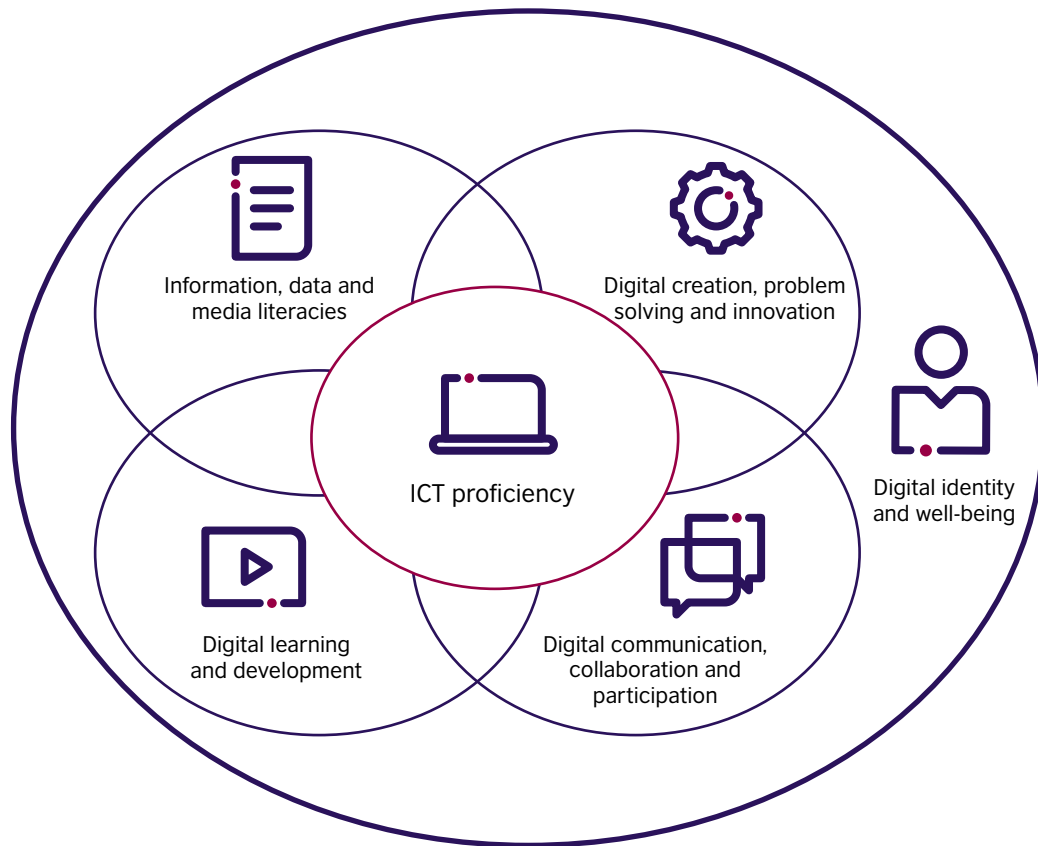 Information, data and
media literacies
Digital creation, problem
solving and innovation
ICT proficiency
Digital identity
and well-being
Digital learning
and development
Digital communication,
collaboration and
participation